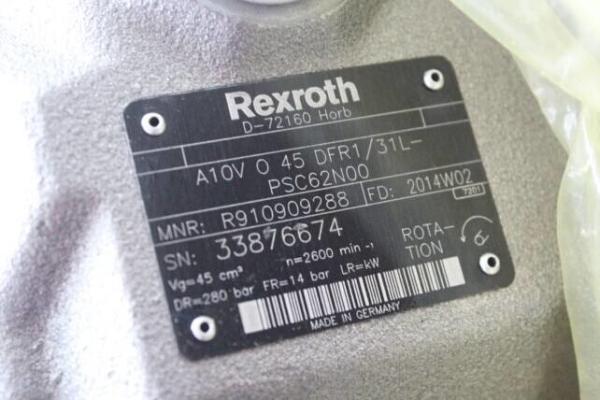 Rexroth
D-72160 Horb
A10V O 45 DFR1/31L-
PSC62N00
MNR: R910909288 FD: 2014W02
7201
SN: 33876674
ROTA-
TION
Vg=45 cm³ n=2600 min -1
DR=280 bar FR=14 bar LR=kW
MADE IN GERMANY